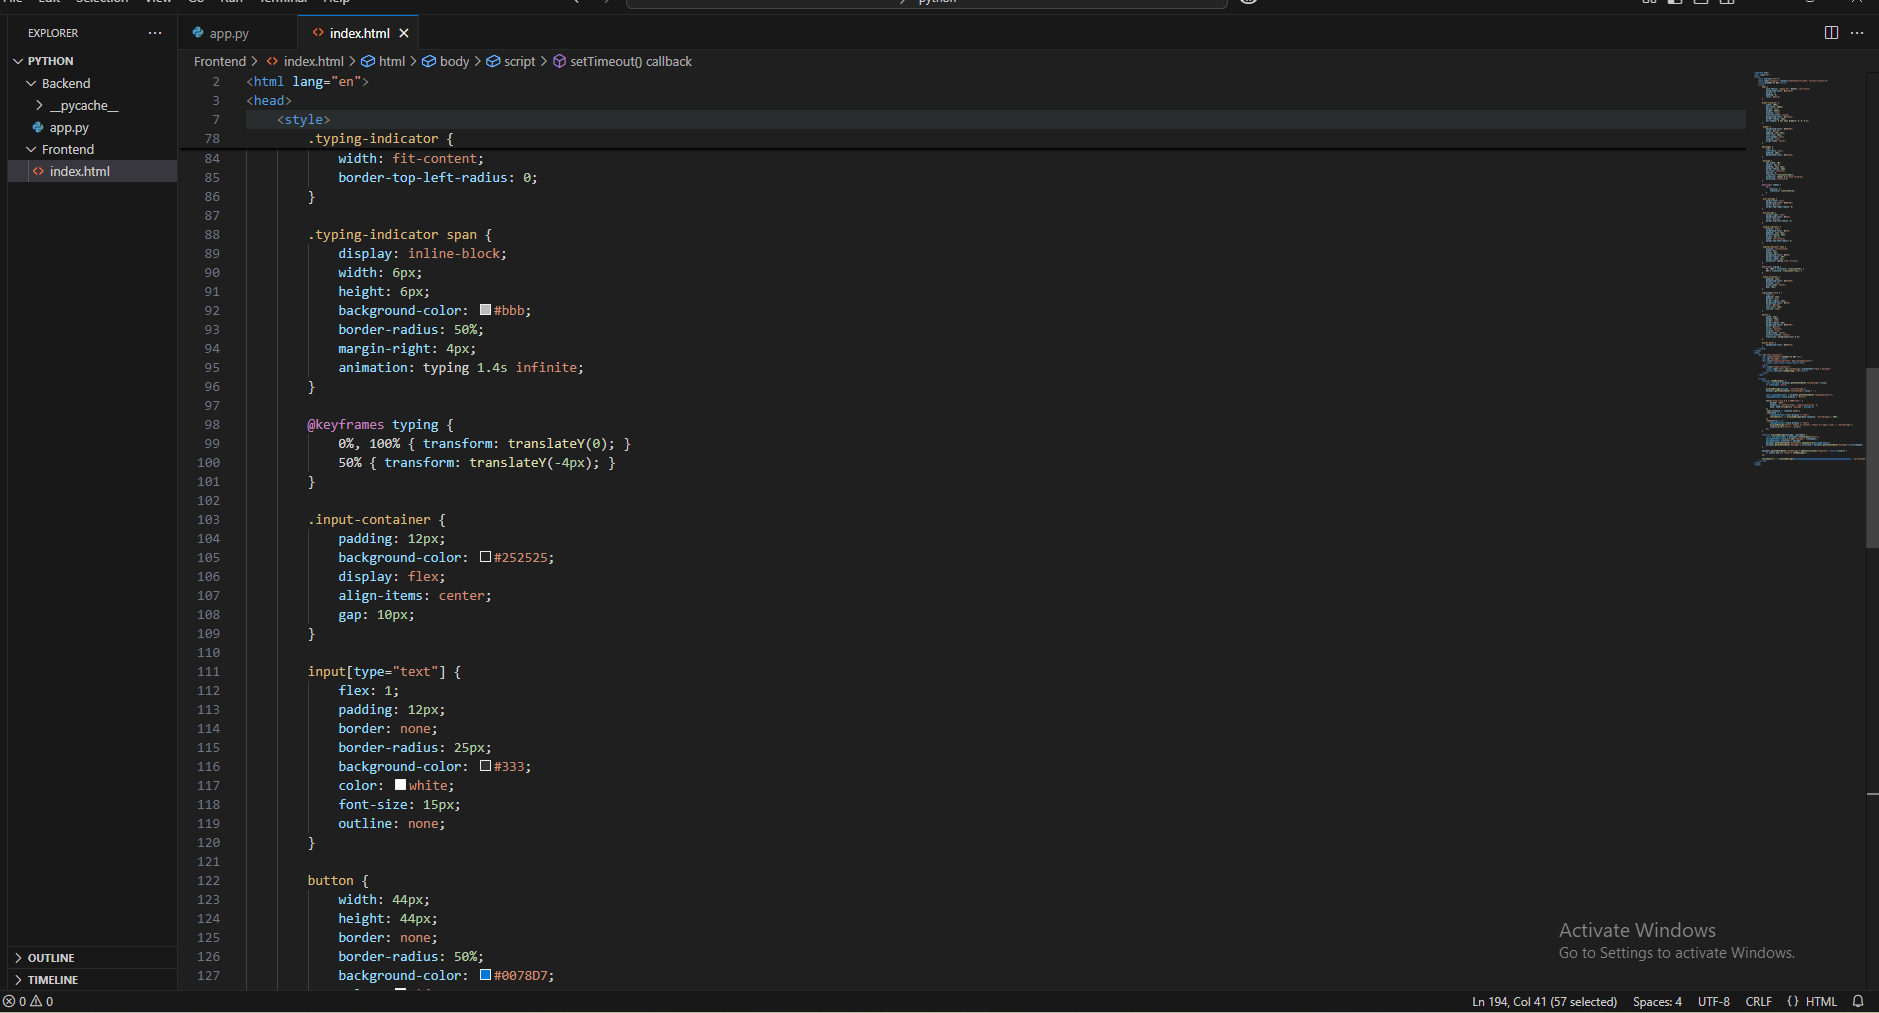 File Edit Selection View Go Run Terminal Help
python
EXPLORER
PYTHON
Backend
__pycache__
app.py
Frontend
index.html
OUTLINE
TIMELINE
app.py
index.html
Frontend > index.html > html > body > script > setTimeout() callback
2 <html lang="en">
3 <head>
7 <style>
78 .typing-indicator {
84 width: fit-content;
85 border-top-left-radius: 0;
86 }
87
88 .typing-indicator span {
89 display: inline-block;
90 width: 6px;
91 height: 6px;
92 background-color: #bbb;
93 border-radius: 50%;
94 margin-right: 4px;
95 animation: typing 1.4s infinite;
96 }
97
98 @keyframes typing {
99 0%, 100% { transform: translateY(0); }
100 50% { transform: translateY(-4px); }
101 }
102
103 .input-container {
104 padding: 12px;
105 background-color: #252525;
106 display: flex;
107 align-items: center;
108 gap: 10px;
109 }
110
111 input[type="text"] {
112 flex: 1;
113 padding: 12px;
114 border: none;
115 border-radius: 25px;
116 background-color: #333;
117 color: white;
118 font-size: 15px;
119 outline: none;
120 }
121
122 button {
123 width: 44px;
124 height: 44px;
125 border: none;
126 border-radius: 50%;
127 background-color: #0078D7;
Activate Windows
Go to Settings to activate Windows.
0 0
Ln 194, Col 41 (57 selected) Spaces: 4 UTF-8 CRLF {} HTML